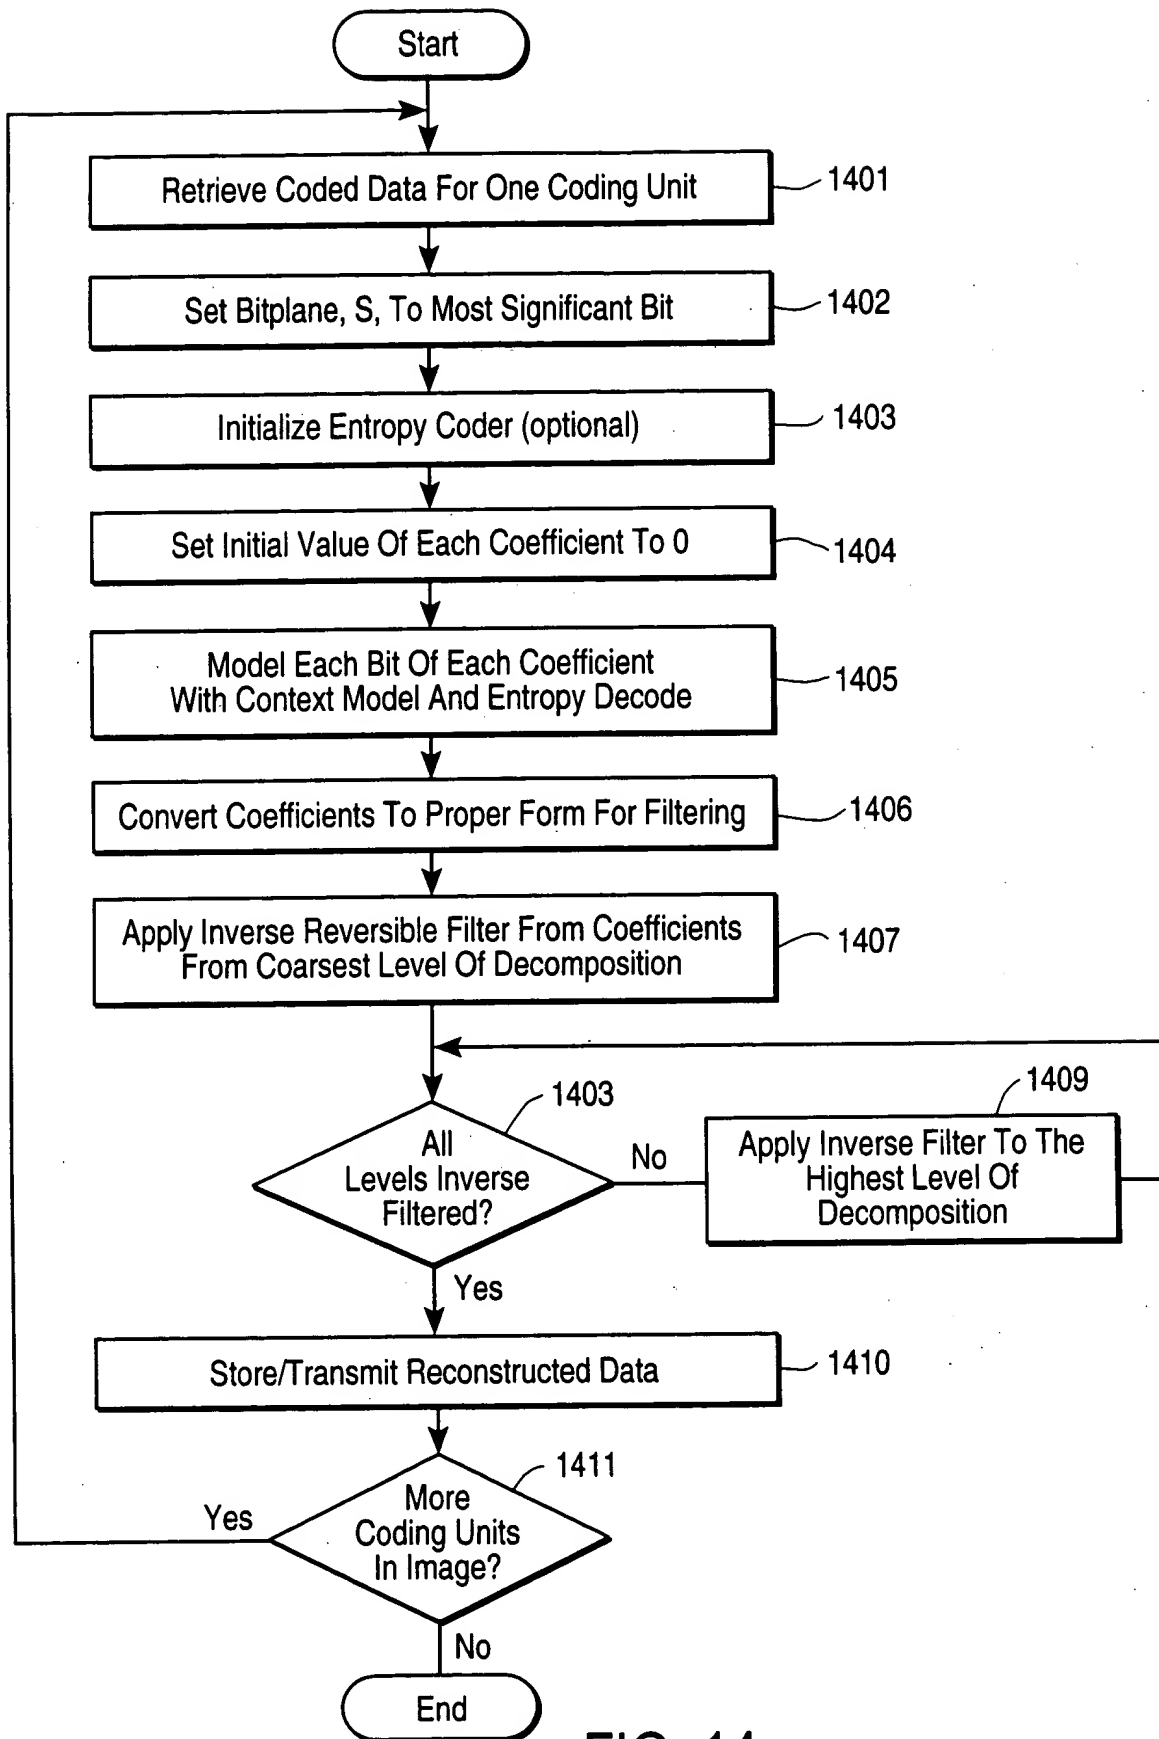 Start
Retrieve Coded Data For One Coding Unit
1401
Set Bitplane, S, To Most Significant Bit
1402
Initialize Entropy Coder (optional)
1403
Set Initial Value Of Each Coefficient To 0
1404
Model Each Bit Of Each Coefficient
With Context Model And Entropy Decode
1405
Convert Coefficients To Proper Form For Filtering
1406
Apply Inverse Reversible Filter From Coefficients
From Coarsest Level Of Decomposition
1407
1403
All
Levels Inverse
Filtered?
No
1409
Apply Inverse Filter To The
Highest Level Of
Decomposition
Yes
Store/Transmit Reconstructed Data
1410
1411
More
Coding Units
In Image?
Yes
No
End
FIG. 14